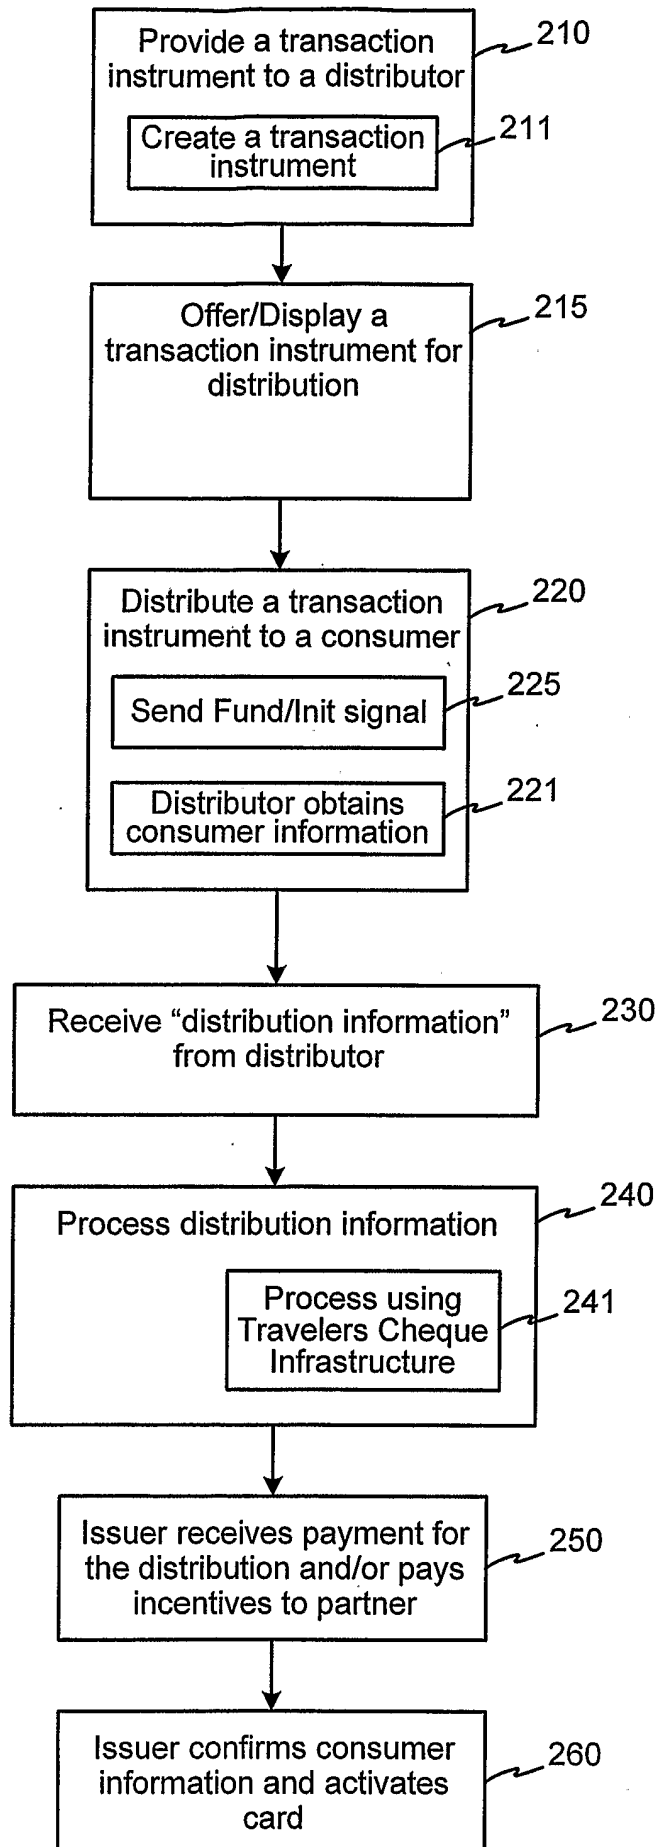 Provide a transaction
instrument to a distributor
210
Create a transaction
instrument
211
Offer/Display a
transaction instrument for
distribution
215
Distribute a transaction
instrument to a consumer
220
Send Fund/Init signal
225
Distributor obtains
consumer information
221
Receive “distribution information”
from distributor
230
Process distribution information
240
Process using
Travelers Cheque
Infrastructure
241
Issuer receives payment for
the distribution and/or pays
incentives to partner
250
Issuer confirms consumer
information and activates
card
260